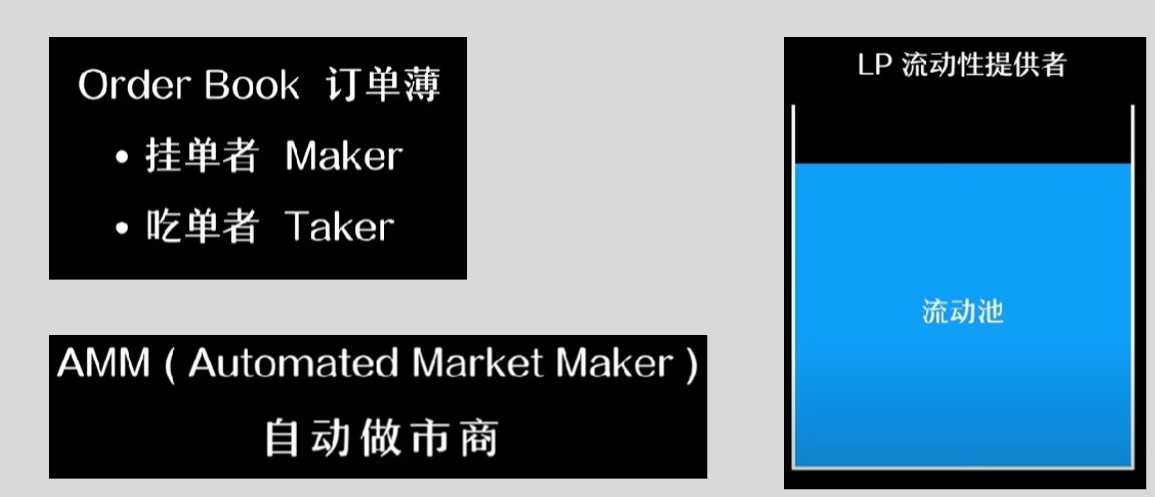 Order Book 订单薄
• 挂单者 Maker
• 吃单者 Taker
AMM ( Automated Market Maker )
自动做市商
LP 流动性提供者
流动池